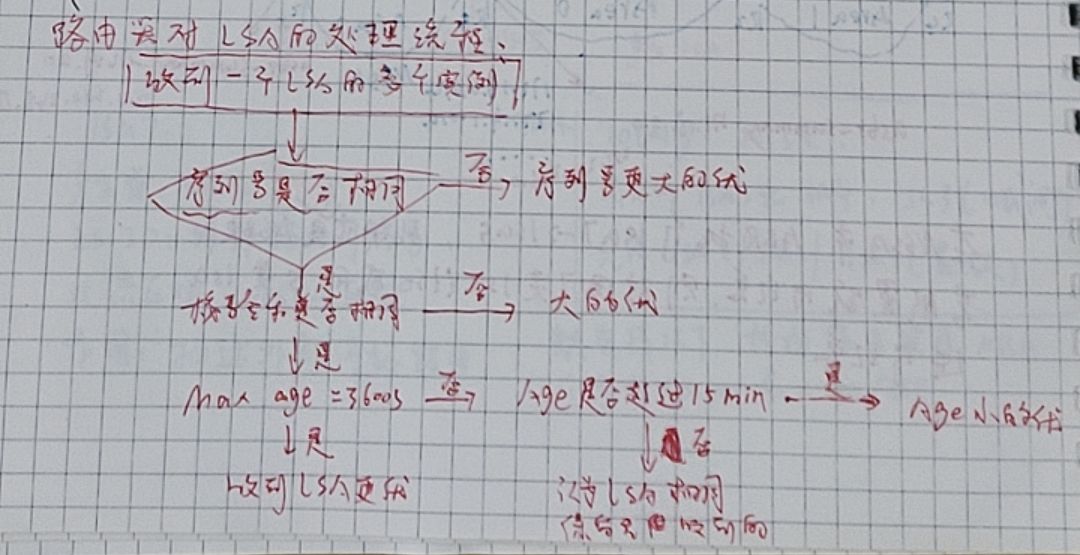 路由器对LSA的处理流程、
收到一个LSA的多个实例
序列号是否相同 否 序列号更大的优
是
校验和是否相同 否 大的优
是
Max age =3600s 否 Age是否超过15min 是 Age小的优
是 否
收到LSA更优 认为LSA相同
保留 收到的